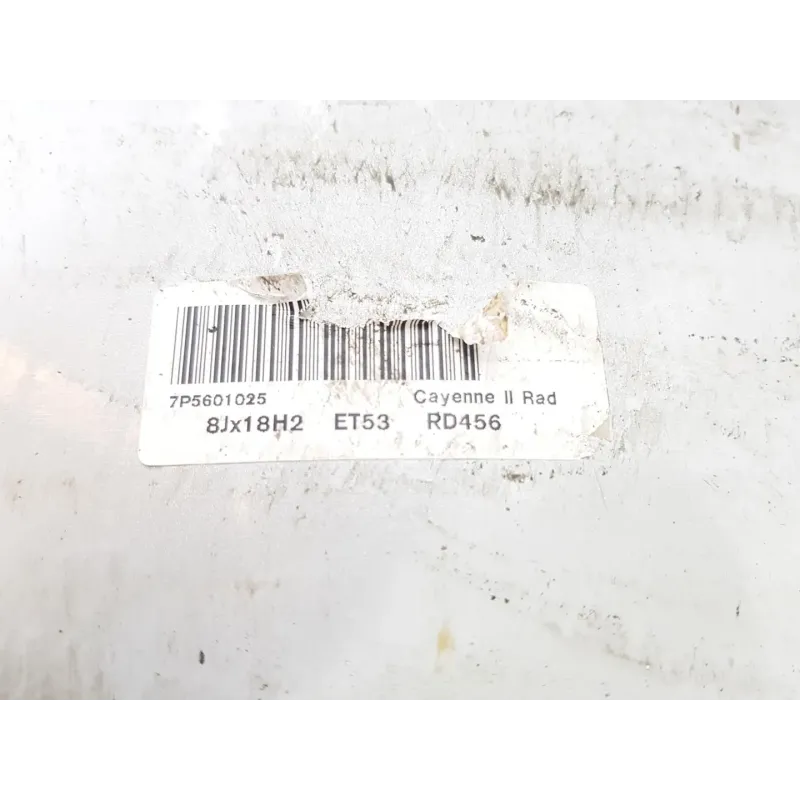 7P5601025 Cayenne II Rad
8Jx18H2 ET53 RD456